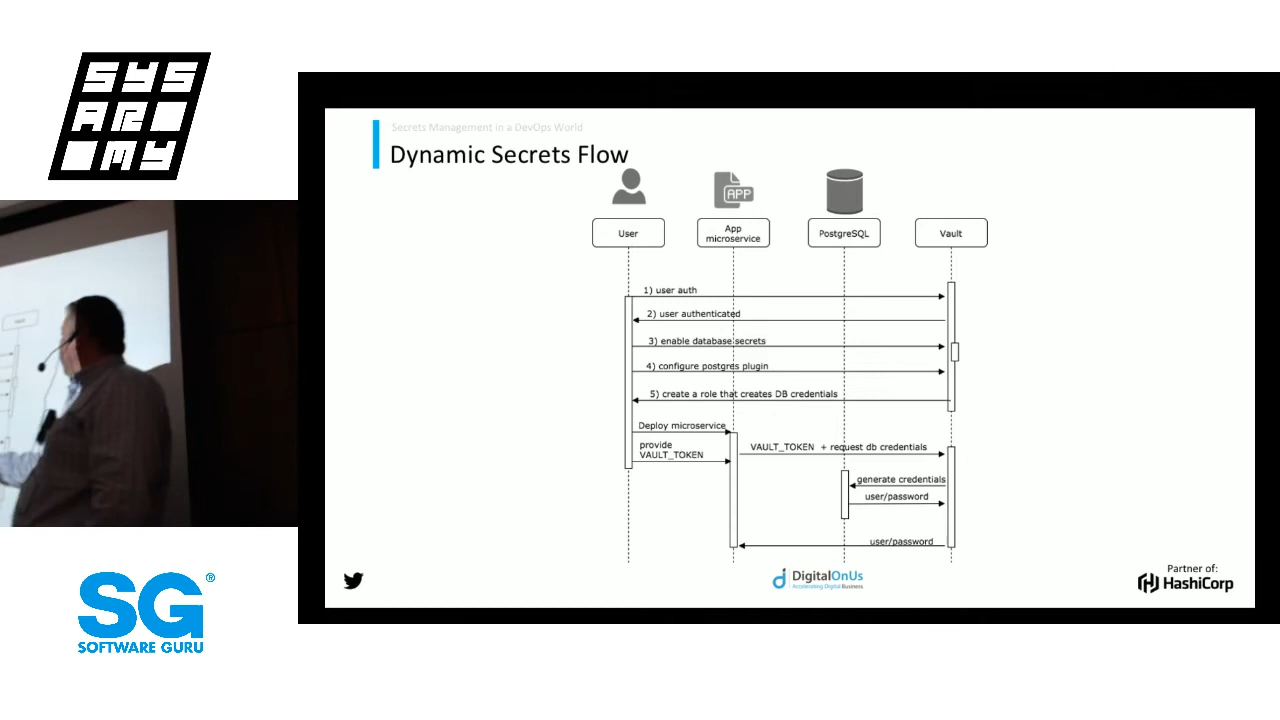 SYS
AR
MY
Secrets Management in a DevOps World
Dynamic Secrets Flow
APP
User
App
microservice
PostgreSQL
Vault
1) user auth
2) user authenticated
3) enable database secrets
4) configure postgres plugin
5) create a role that creates DB credentials
Deploy microservice
provide
VAULT_TOKEN
VAULT_TOKEN + request db credentials
generate credentials
user/password
user/password
DigitalOnUs
Accelerating Digital Business
Partner of:
HashiCorp
SG®
SOFTWARE GURU